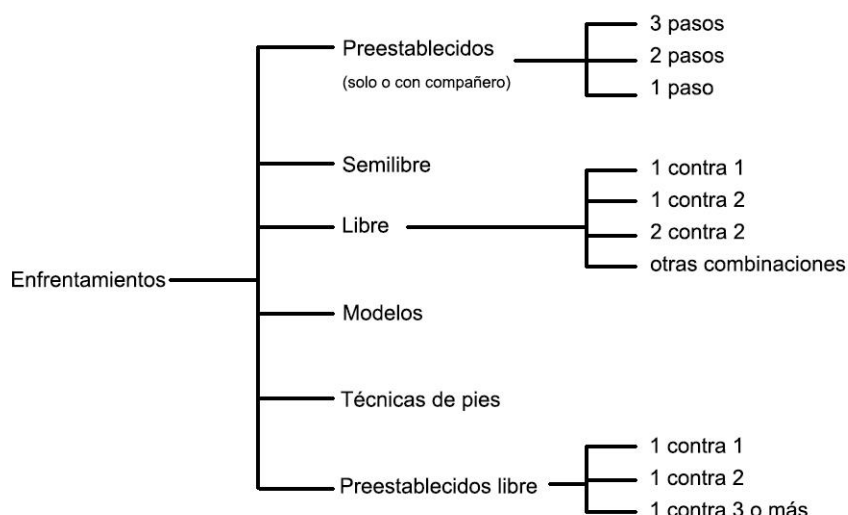 Preestablecidos
(solo o con compañero)
3 pasos
2 pasos
1 paso
Semilibre
Libre
1 contra 1
1 contra 2
2 contra 2
otras combinaciones
Enfrentamientos
Modelos
Técnicas de pies
Preestablecidos libre
1 contra 1
1 contra 2
1 contra 3 o más